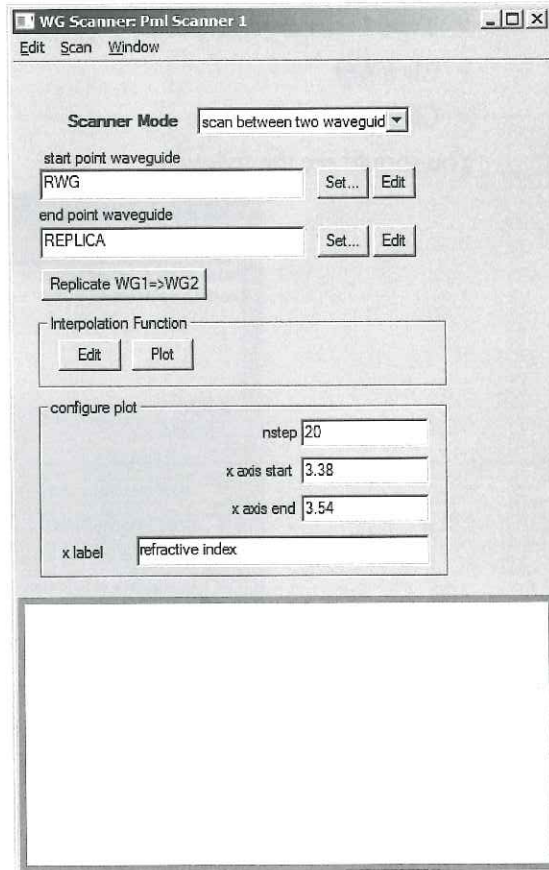 WG Scanner: Pml Scanner 1
Edit Scan Window
Scanner Mode scan between two waveguid
start point waveguide
RWG Set... Edit
end point waveguide
REPLICA Set... Edit
Replicate WG1=>WG2
Interpolation Function
Edit Plot
configure plot
nstep 20
x axis start 3.38
x axis end 3.54
x label refractive index